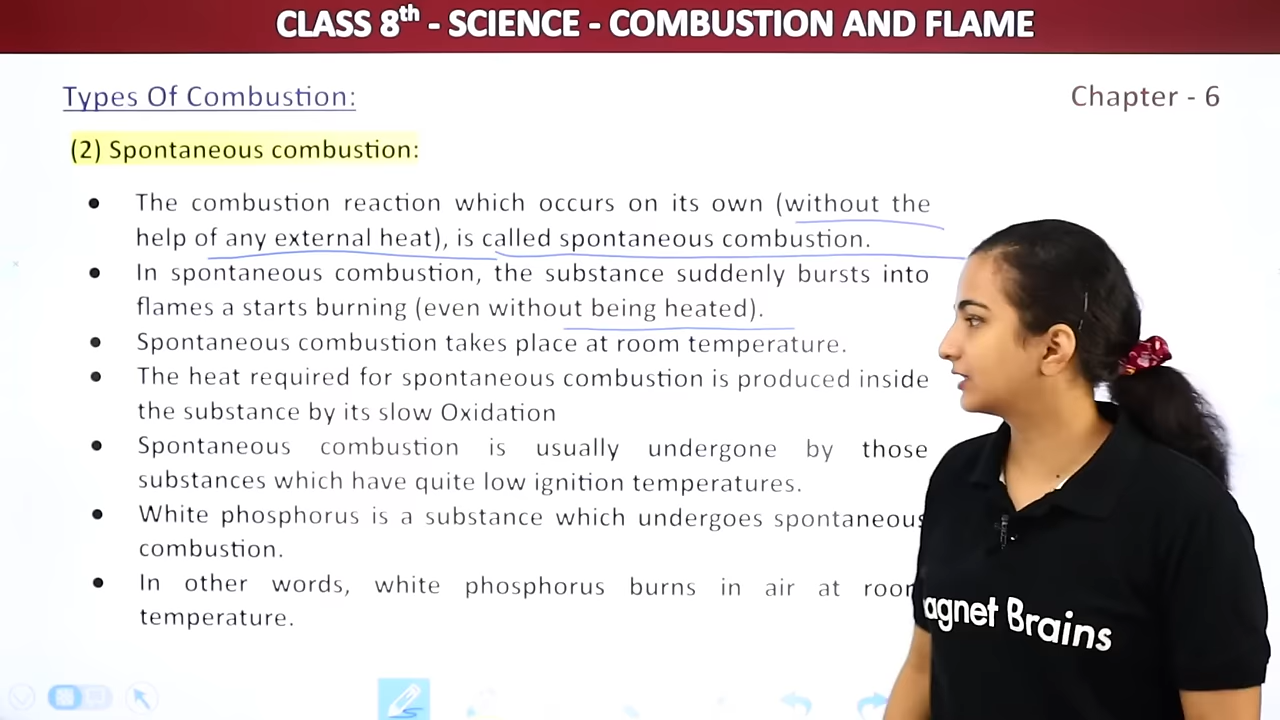 CLASS 8th - SCIENCE - COMBUSTION AND FLAME
Types Of Combustion:
Chapter - 6
(2) Spontaneous combustion:
● The combustion reaction which occurs on its own (without the
help of any external heat), is called spontaneous combustion.
● In spontaneous combustion, the substance suddenly bursts into
flames a starts burning (even without being heated).
● Spontaneous combustion takes place at room temperature.
● The heat required for spontaneous combustion is produced inside
the substance by its slow Oxidation
● Spontaneous combustion is usually undergone by those
substances which have quite low ignition temperatures.
● White phosphorus is a substance which undergoes spontaneous
combustion.
● In other words, white phosphorus burns in air at room
temperature.
agnet Brains